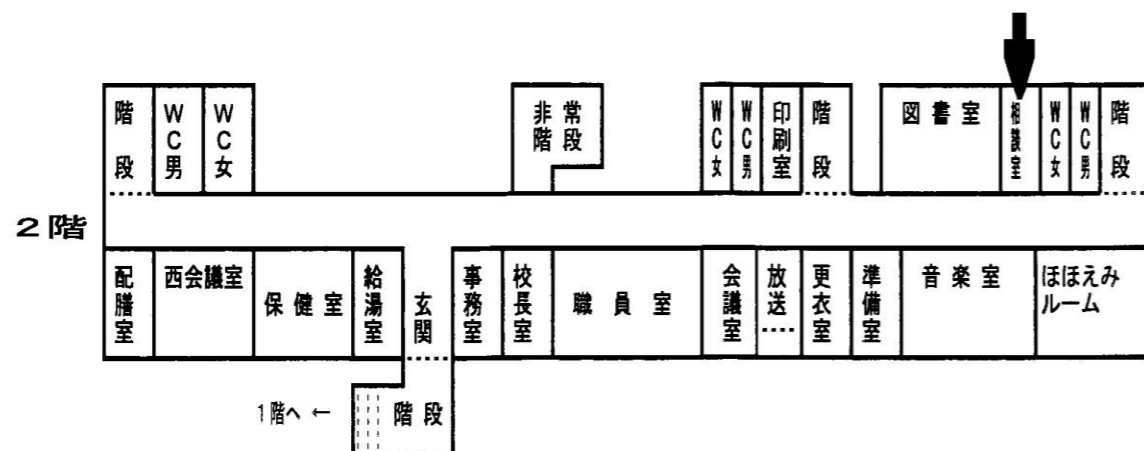 階段
WC男
WC女
非常
階段
WC女
WC男
印刷室
階段
図書室
相談室
WC女
WC男
階段
2階
配膳室
西会議室
保健室
給湯室
玄関
事務室
校長室
職員室
会議室
放送
更衣室
準備室
音楽室
ほほえみ
ルーム
1階へ ←
階段